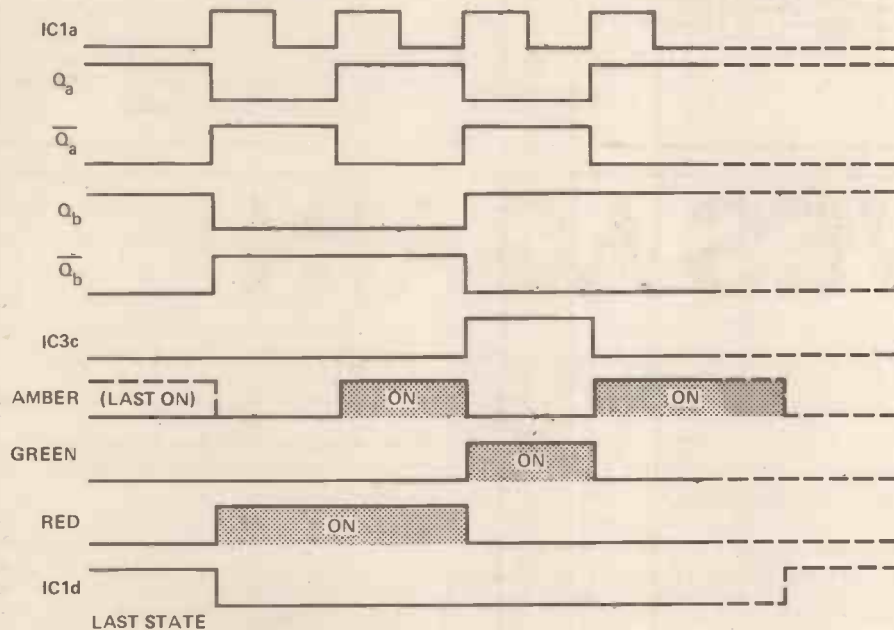 IC1a
Qa
Qa
Qb
Qb
IC3c
AMBER (LAST ON) ON ON
GREEN ON
RED ON
IC1d
LAST STATE